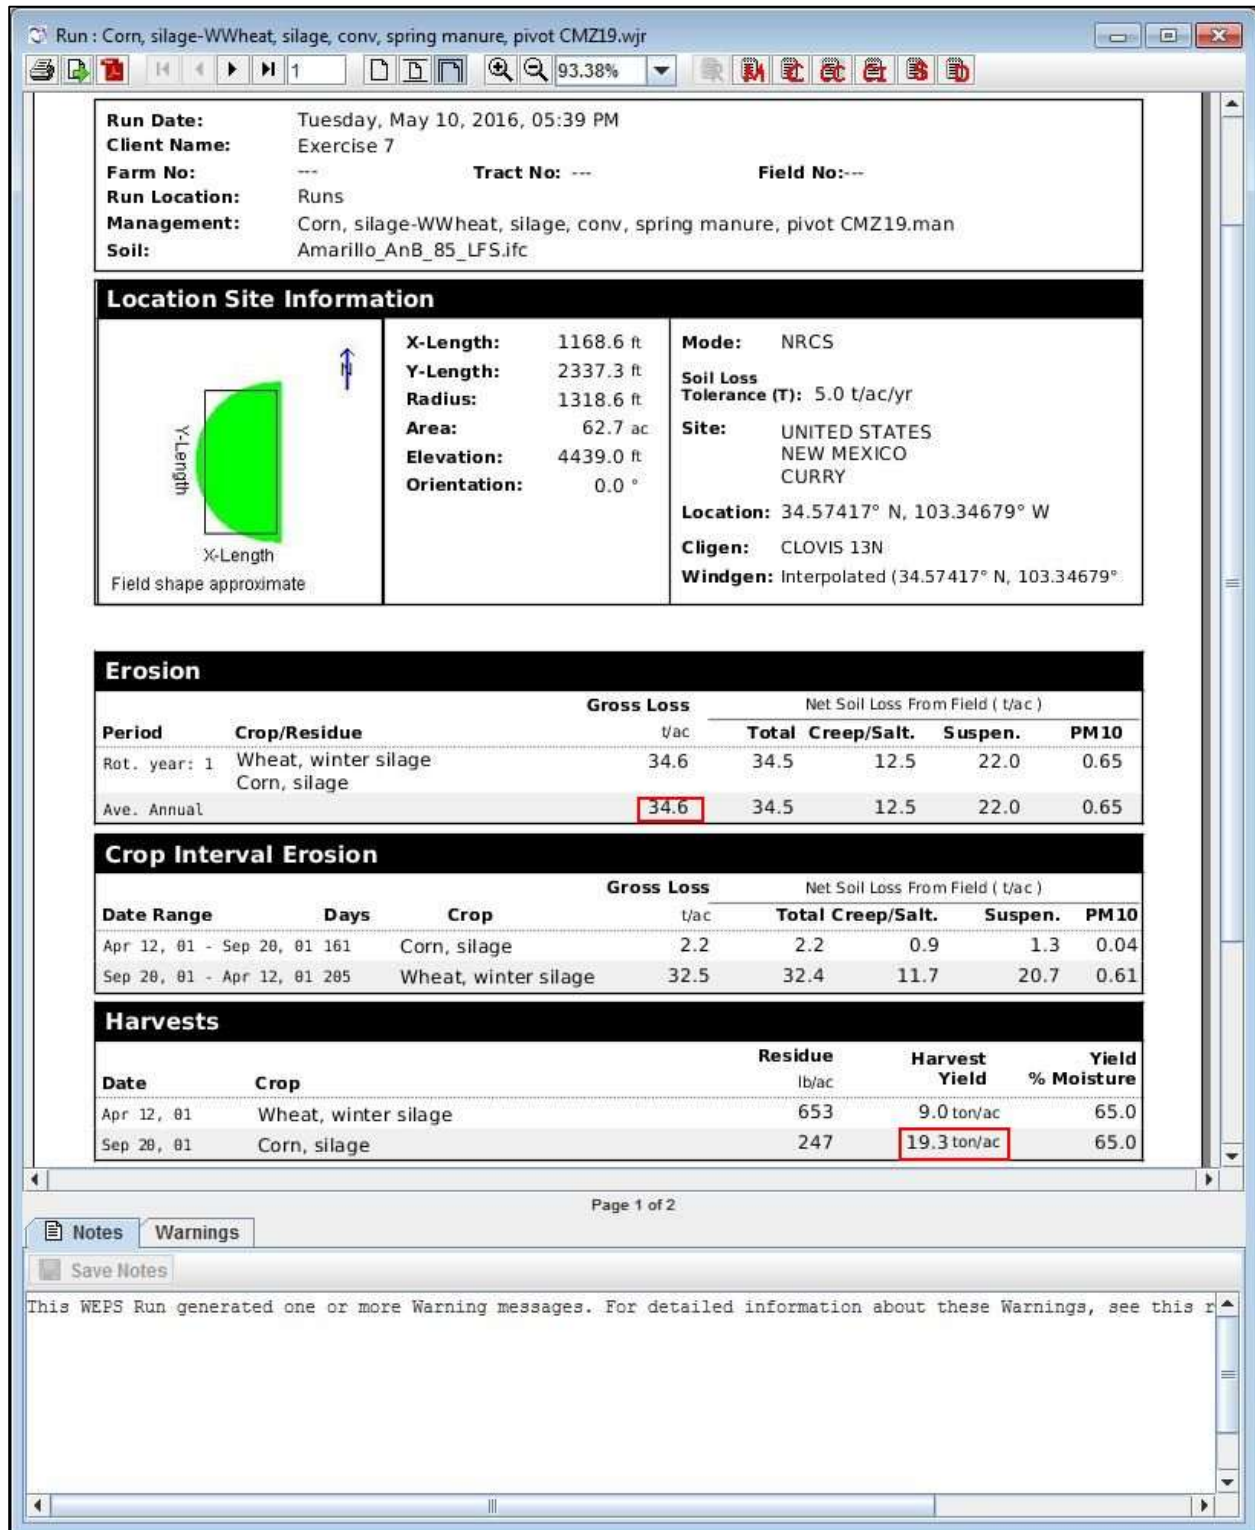 Run : Corn, silage-WWheat, silage, conv, spring manure, pivot CMZ19.wjr
1 93.38% R M C CC CI S D
Run Date: Tuesday, May 10, 2016, 05:39 PM
Client Name: Exercise 7
Farm No: --- Tract No: --- Field No:---
Run Location: Runs
Management: Corn, silage-WWheat, silage, conv, spring manure, pivot CMZ19.man
Soil: Amarillo_AnB_85_LFS.ifc
Location Site Information
N
Y-Length
X-Length
Field shape approximate
X-Length: 1168.6 ft
Y-Length: 2337.3 ft
Radius: 1318.6 ft
Area: 62.7 ac
Elevation: 4439.0 ft
Orientation: 0.0 °
Mode: NRCS
Soil Loss
Tolerance (T): 5.0 t/ac/yr
Site: UNITED STATES
NEW MEXICO
CURRY
Location: 34.57417° N, 103.34679° W
Cligen: CLOVIS 13N
Windgen: Interpolated (34.57417° N, 103.34679°
Erosion
Gross Loss Net Soil Loss From Field ( t/ac )
Period Crop/Residue t/ac Total Creep/Salt. Suspen. PM10
Rot. year: 1 Wheat, winter silage 34.6 34.5 12.5 22.0 0.65
Corn, silage
Ave. Annual 34.6 34.5 12.5 22.0 0.65
Crop Interval Erosion
Gross Loss Net Soil Loss From Field ( t/ac )
Date Range Days Crop t/ac Total Creep/Salt. Suspen. PM10
Apr 12, 01 - Sep 20, 01 161 Corn, silage 2.2 2.2 0.9 1.3 0.04
Sep 20, 01 - Apr 12, 01 205 Wheat, winter silage 32.5 32.4 11.7 20.7 0.61
Harvests
Residue Harvest Yield
Date Crop lb/ac Yield % Moisture
Apr 12, 01 Wheat, winter silage 653 9.0 ton/ac 65.0
Sep 20, 01 Corn, silage 247 19.3 ton/ac 65.0
Page 1 of 2
Notes Warnings
Save Notes
This WEPS Run generated one or more Warning messages. For detailed information about these Warnings, see this r